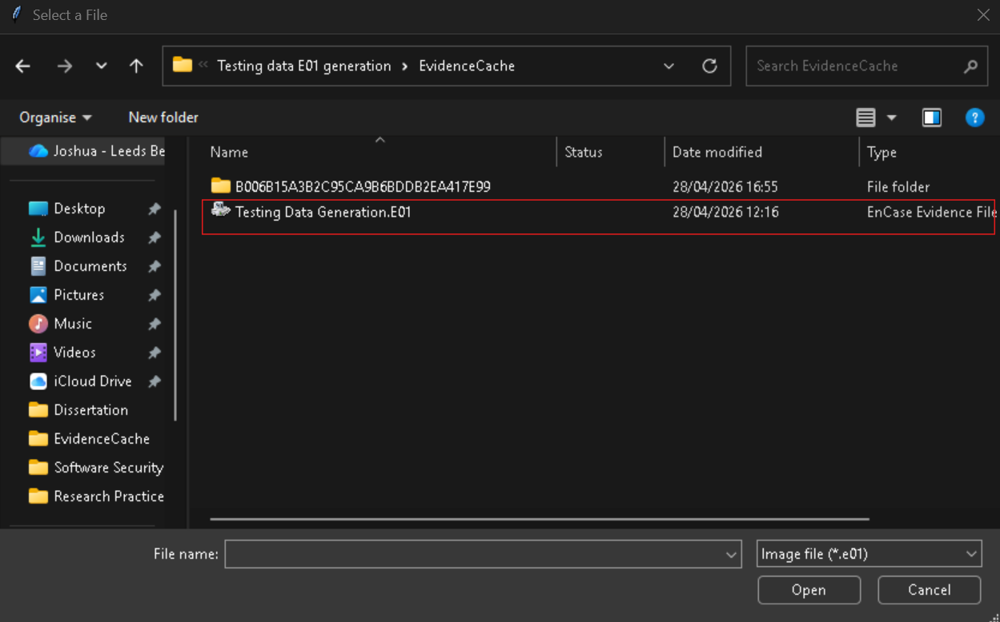 Select a File
« Testing data E01 generation › EvidenceCache
Search EvidenceCache
Organise New folder
?
Joshua - Leeds Be
Desktop
Downloads
Documents
Pictures
Music
Videos
iCloud Drive
Dissertation
EvidenceCache
Software Security
Research Practice
Name Status Date modified Type
B006B15A3B2C95CA9B6BDDB2EA417E99 28/04/2026 16:55 File folder
Testing Data Generation.E01 28/04/2026 12:16 EnCase Evidence File
File name:
Image file (*.e01)
Open Cancel